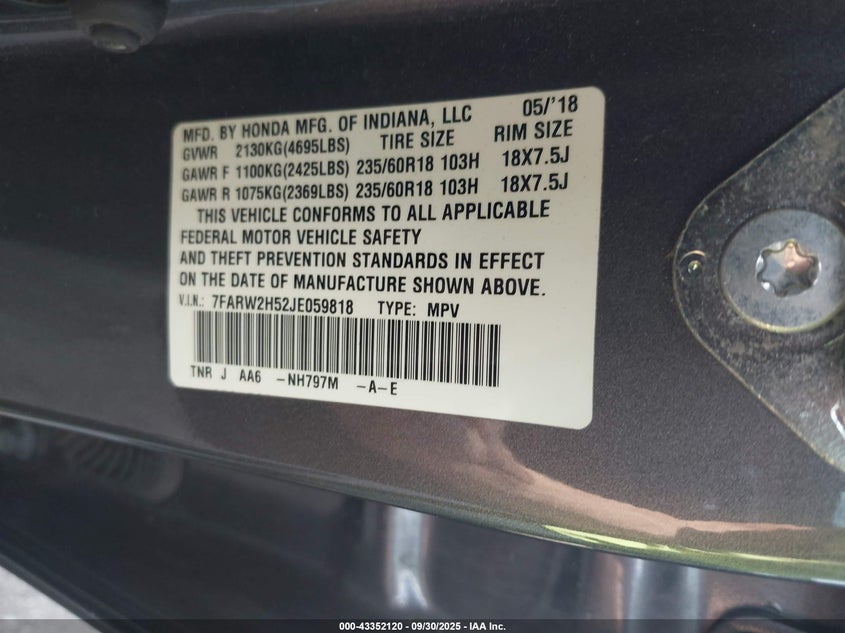 MFD. BY HONDA MFG. OF INDIANA, LLC 05/'18
GVWR 2130KG(4695LBS) TIRE SIZE RIM SIZE
GAWR F 1100KG(2425LBS) 235/60R18 103H 18X7.5J
GAWR R 1075KG(2369LBS) 235/60R18 103H 18X7.5J
THIS VEHICLE CONFORMS TO ALL APPLICABLE
FEDERAL MOTOR VEHICLE SAFETY
AND THEFT PREVENTION STANDARDS IN EFFECT
ON THE DATE OF MANUFACTURE SHOWN ABOVE.
V.I.N.: 7FARW2H52JE059818 TYPE: MPV
TNR J AA6 -NH797M -A-E
000-43352120 - 09/30/2025 - IAA Inc.